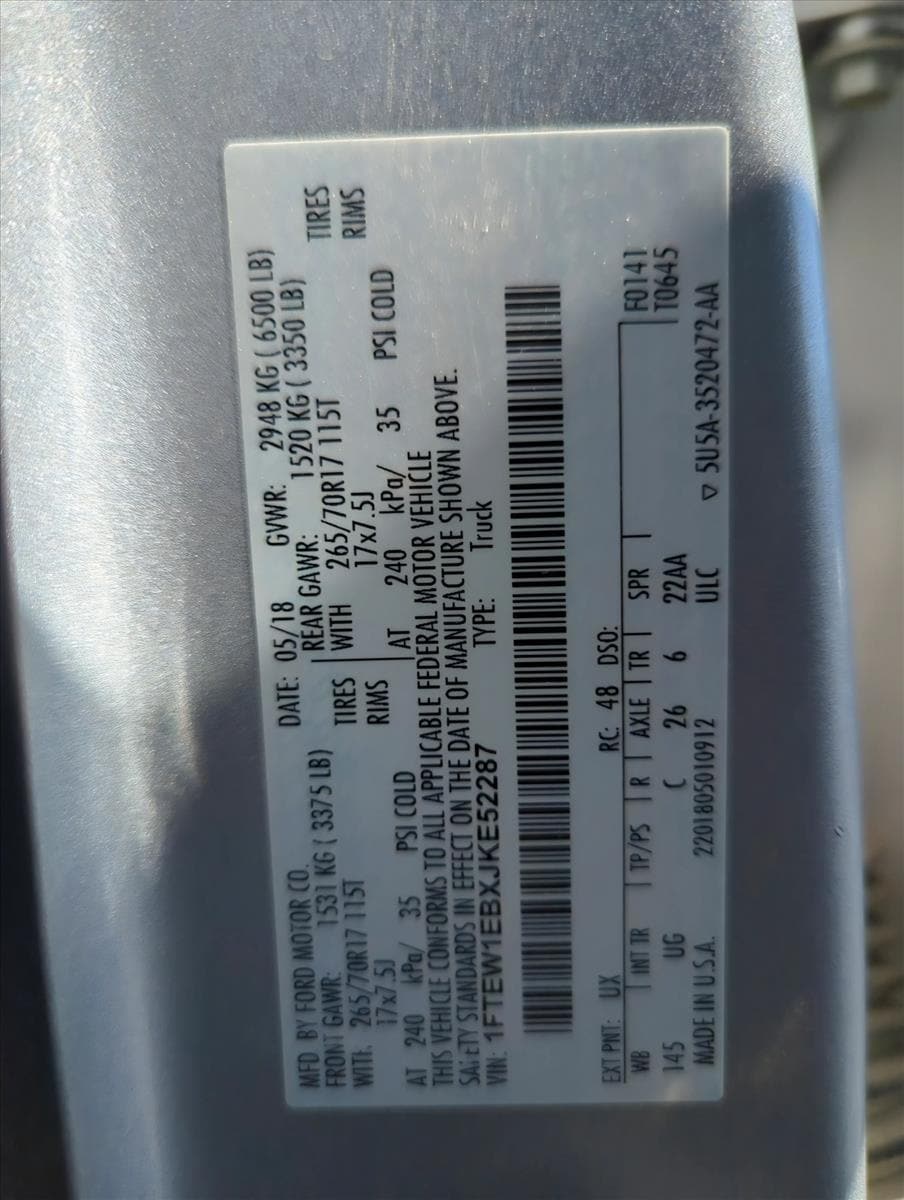 MFD BY FORD MOTOR CO. DATE: 05/18 GVWR: 2948 KG ( 6500 LB)
FRONT GAWR: 1531 KG ( 3375 LB) REAR GAWR: 1520 KG ( 3350 LB)
WITH 265/70R17 115T TIRES WITH 265/70R17 115T TIRES
17x7.5J RIMS 17x7.5J RIMS
AT 240 kPa/ 35 PSI COLD AT 240 kPa/ 35 PSI COLD
THIS VEHICLE CONFORMS TO ALL APPLICABLE FEDERAL MOTOR VEHICLE
SAFETY STANDARDS IN EFFECT ON THE DATE OF MANUFACTURE SHOWN ABOVE.
VIN: 1FTEW1EBXJKE52287 TYPE: Truck
EXT PNT: UX RC: 48 DSO:
WB INT TR TP/PS R AXLE TR SPR F0141
145 UG C 26 6 22AA T0645
MADE IN U.S.A. 2201805010912 ULC
▽ 5U5A-3520472-AA